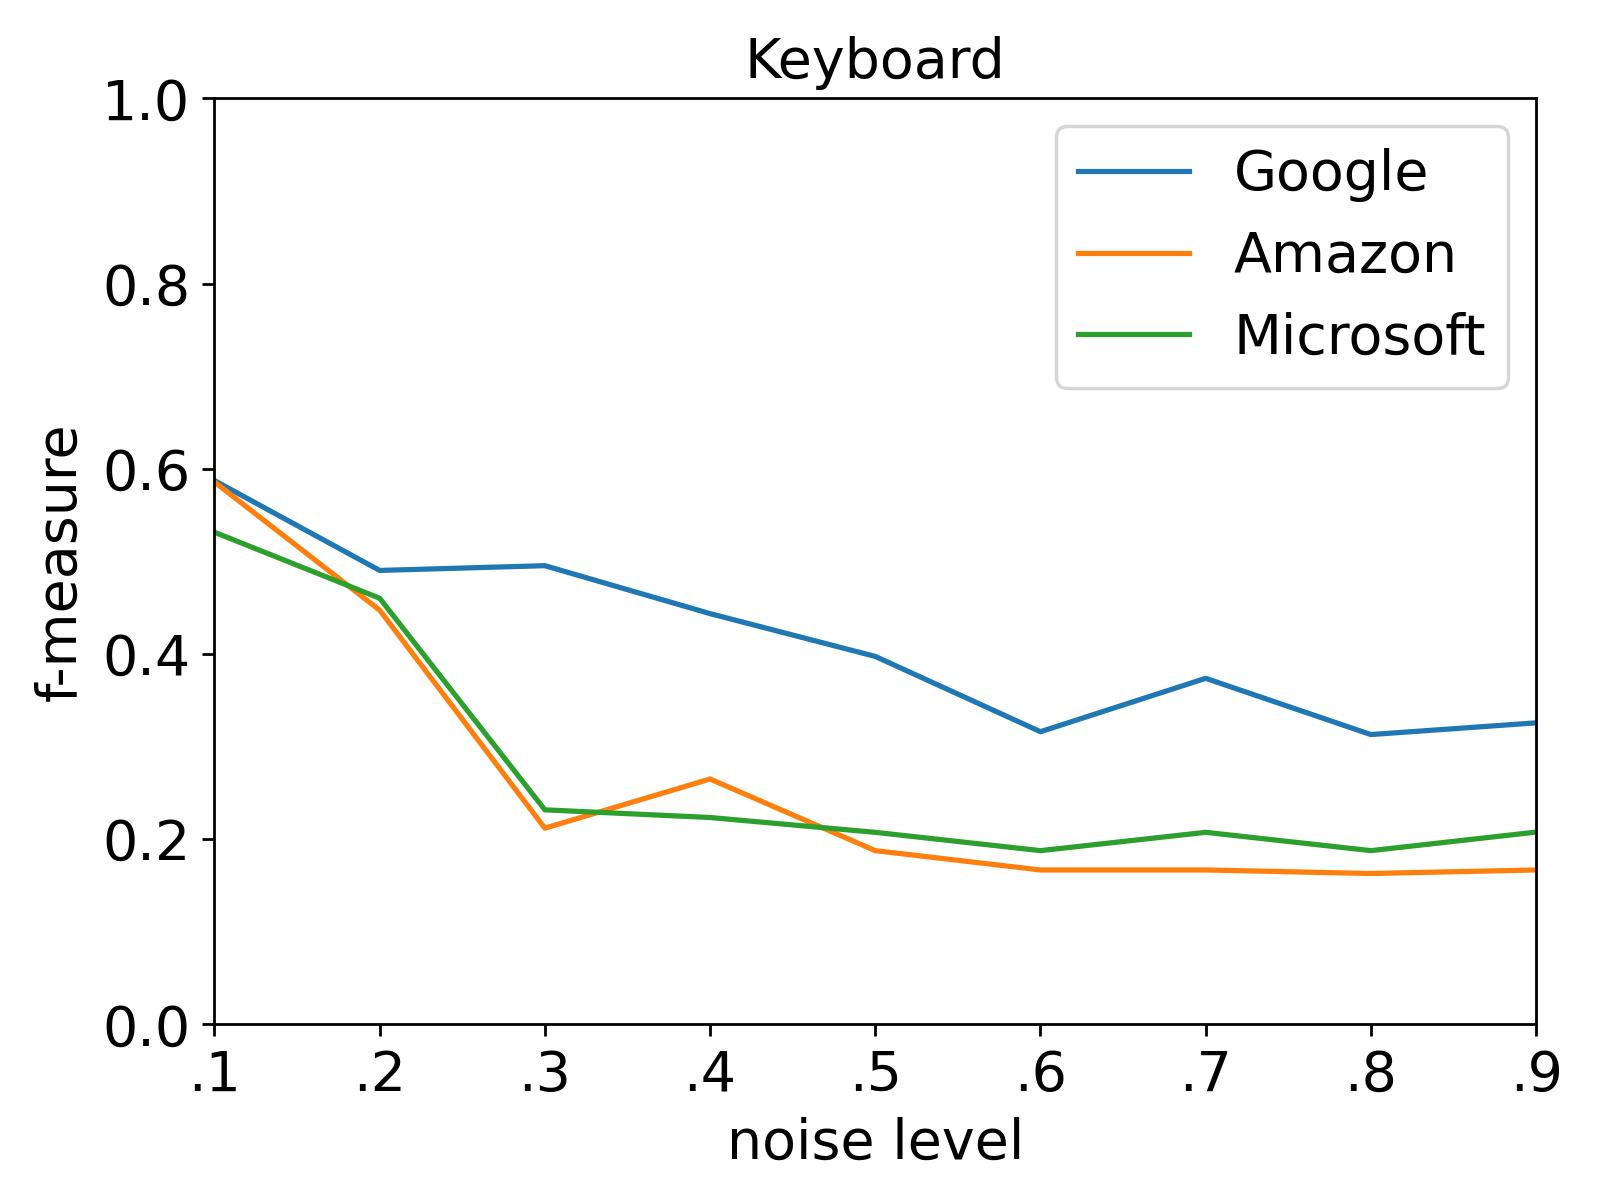 Keyboard
1.0
0.8
0.6
0.4
0.2
0.0
f-measure
Google
Amazon
Microsoft
.1 .2 .3 .4 .5 .6 .7 .8 .9
noise level